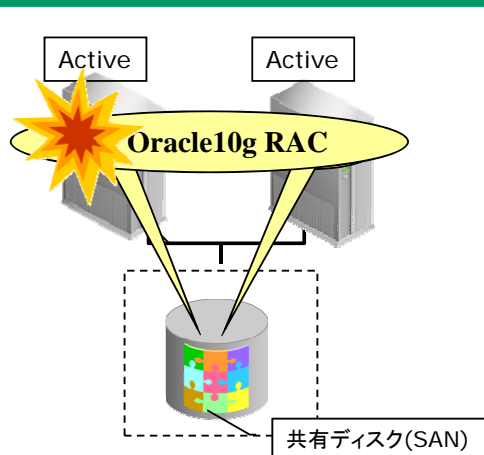 Active
Active
Oracle10g RAC
共有ディスク(SAN)